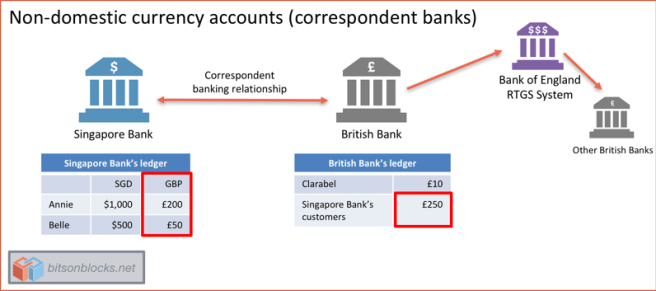 Non-domestic currency accounts (correspondent banks)
$$$
$
Correspondent
banking relationship
£
Bank of England
RTGS System
£
Singapore Bank
British Bank
Other British Banks
Singapore Bank's ledger
SGD GBP
Annie $1,000 £200
Belle $500 £50
British Bank's ledger
Clarabel £10
Singapore Bank's £250
customers
bitsonblocks.net